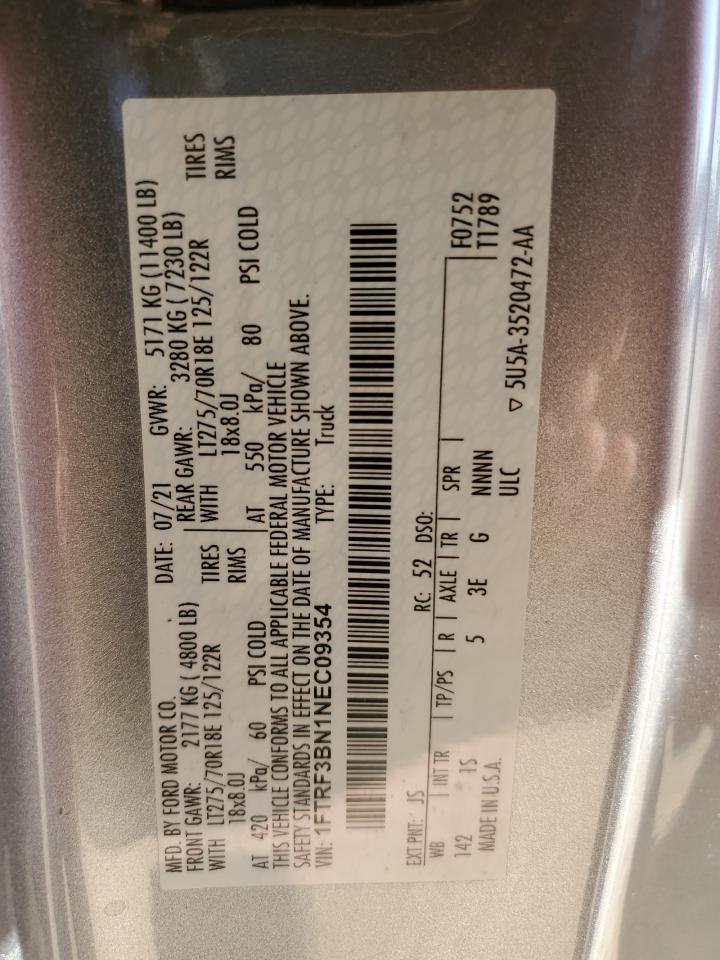 MFD. BY FORD MOTOR CO.
DATE: 07/21 GVWR: 5171 KG (11400 LB)
FRONT GAWR: 2177 KG ( 4800 LB) REAR GAWR: 3280 KG ( 7230 LB)
WITH LT275/70R18E 125/122R TIRES WITH LT275/70R18E 125/122R TIRES
18x8.0J RIMS 18x8.0J RIMS
AT 420 kPa/ 60 PSI COLD AT 550 kPa/ 80 PSI COLD
THIS VEHICLE CONFORMS TO ALL APPLICABLE FEDERAL MOTOR VEHICLE
SAFETY STANDARDS IN EFFECT ON THE DATE OF MANUFACTURE SHOWN ABOVE.
VIN: 1FTRF3BN1NEC09354 TYPE: Truck
EXT PNT: JS RC: 52 DSO:
WB INT TR TP/PS R AXLE TR SPR F0752
142 1S 5 3E G NNNN T1789
MADE IN U.S.A. ULC
▽ 5U5A-3520472-AA